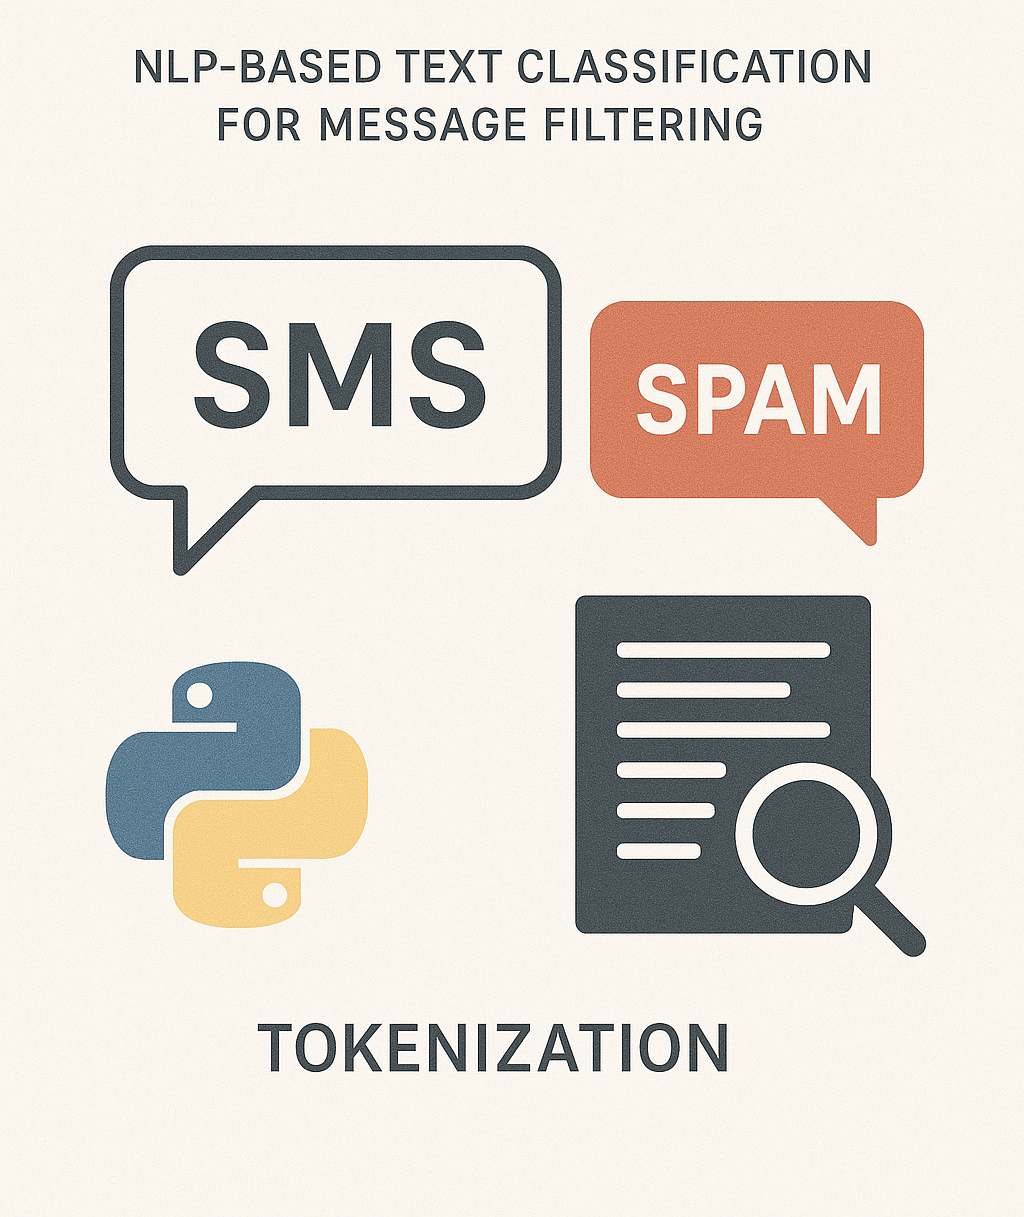 NLP-BASED TEXT CLASSIFICATION
FOR MESSAGE FILTERING
SMS
SPAM
TOKENIZATION